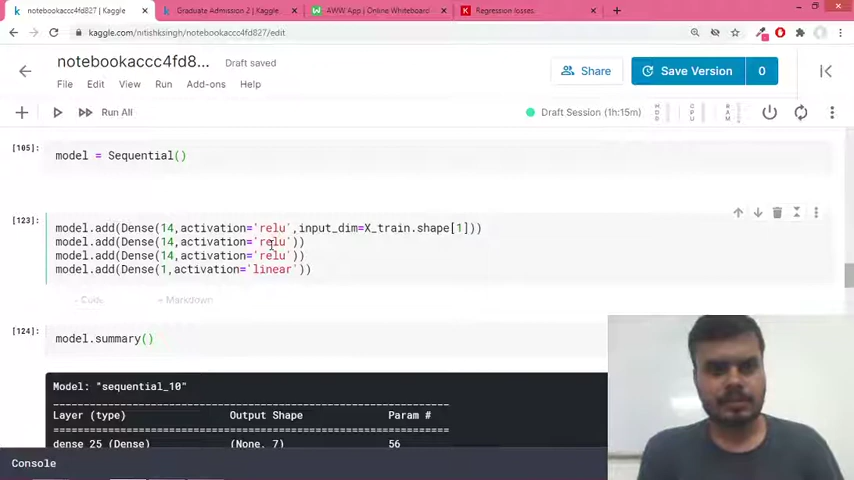 notebookaccc4fd827 | Kaggle
Graduate Admission 2 | Kaggle
AWW App | Online Whiteboard
Regression losses
kaggle.com/nitishksingh/notebookaccc4fd827/edit
notebookaccc4fd8... Draft saved
File Edit View Run Add-ons Help
Share
Save Version 0
Run All
Draft Session (1h:15m)
[105]:
model = Sequential()
[123]
model.add(Dense(14,activation='relu',input_dim=X_train.shape[1]))
model.add(Dense(14,activation='relu'))
model.add(Dense(14,activation='relu'))
model.add(Dense(1,activation='linear'))
+ Code + Markdown
[124]:
model.summary()
Model: "sequential_10"
Layer (type) Output Shape Param #
dense_25 (Dense) (None, 7) 56
Console